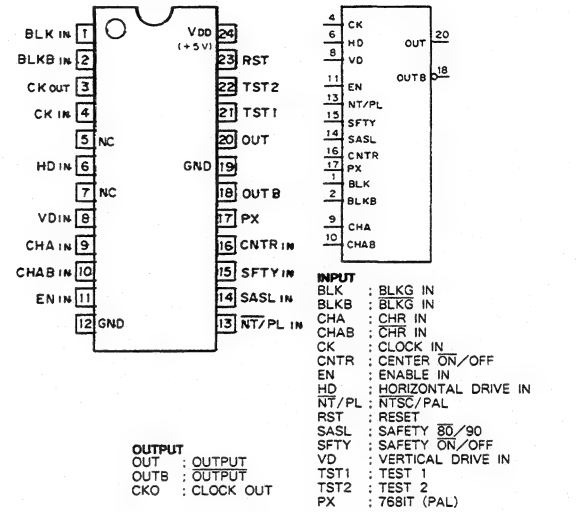 BLK IN 1
BLKB IN 2
CK OUT 3
CK IN 4
5 NC
HD IN 6
7 NC
VD IN 8
CHA IN 9
CHAB IN 10
EN IN 11
12 GND
VDD 24
(+5V)
23 RST
22 TST2
21 TST1
20 OUT
GND 19
18 OUT B
17 PX
16 CNTR IN
15 SFTY IN
14 SASL IN
13 NT/PL IN
4 CK
6 HD
8 VD
11 EN
13 NT/PL
15 SFTY
14 SASL
16 CNTR
17 PX
1 BLK
2 BLKB
9 CHA
10 CHAB
OUT 20
OUT B 18
INPUT
BLK : BLKG IN
BLKB : BLKG IN
CHA : CHR IN
CHAB : CHR IN
CK : CLOCK IN
CNTR : CENTER ON/OFF
EN : ENABLE IN
HD : HORIZONTAL DRIVE IN
NT/PL : NTSC/PAL
RST : RESET
SASL : SAFETY 80/90
SFTY : SAFETY ON/OFF
VD : VERTICAL DRIVE IN
TST1 : TEST 1
TST2 : TEST 2
PX : 768IT (PAL)
OUTPUT
OUT : OUTPUT
OUTB : OUTPUT
CKO : CLOCK OUT